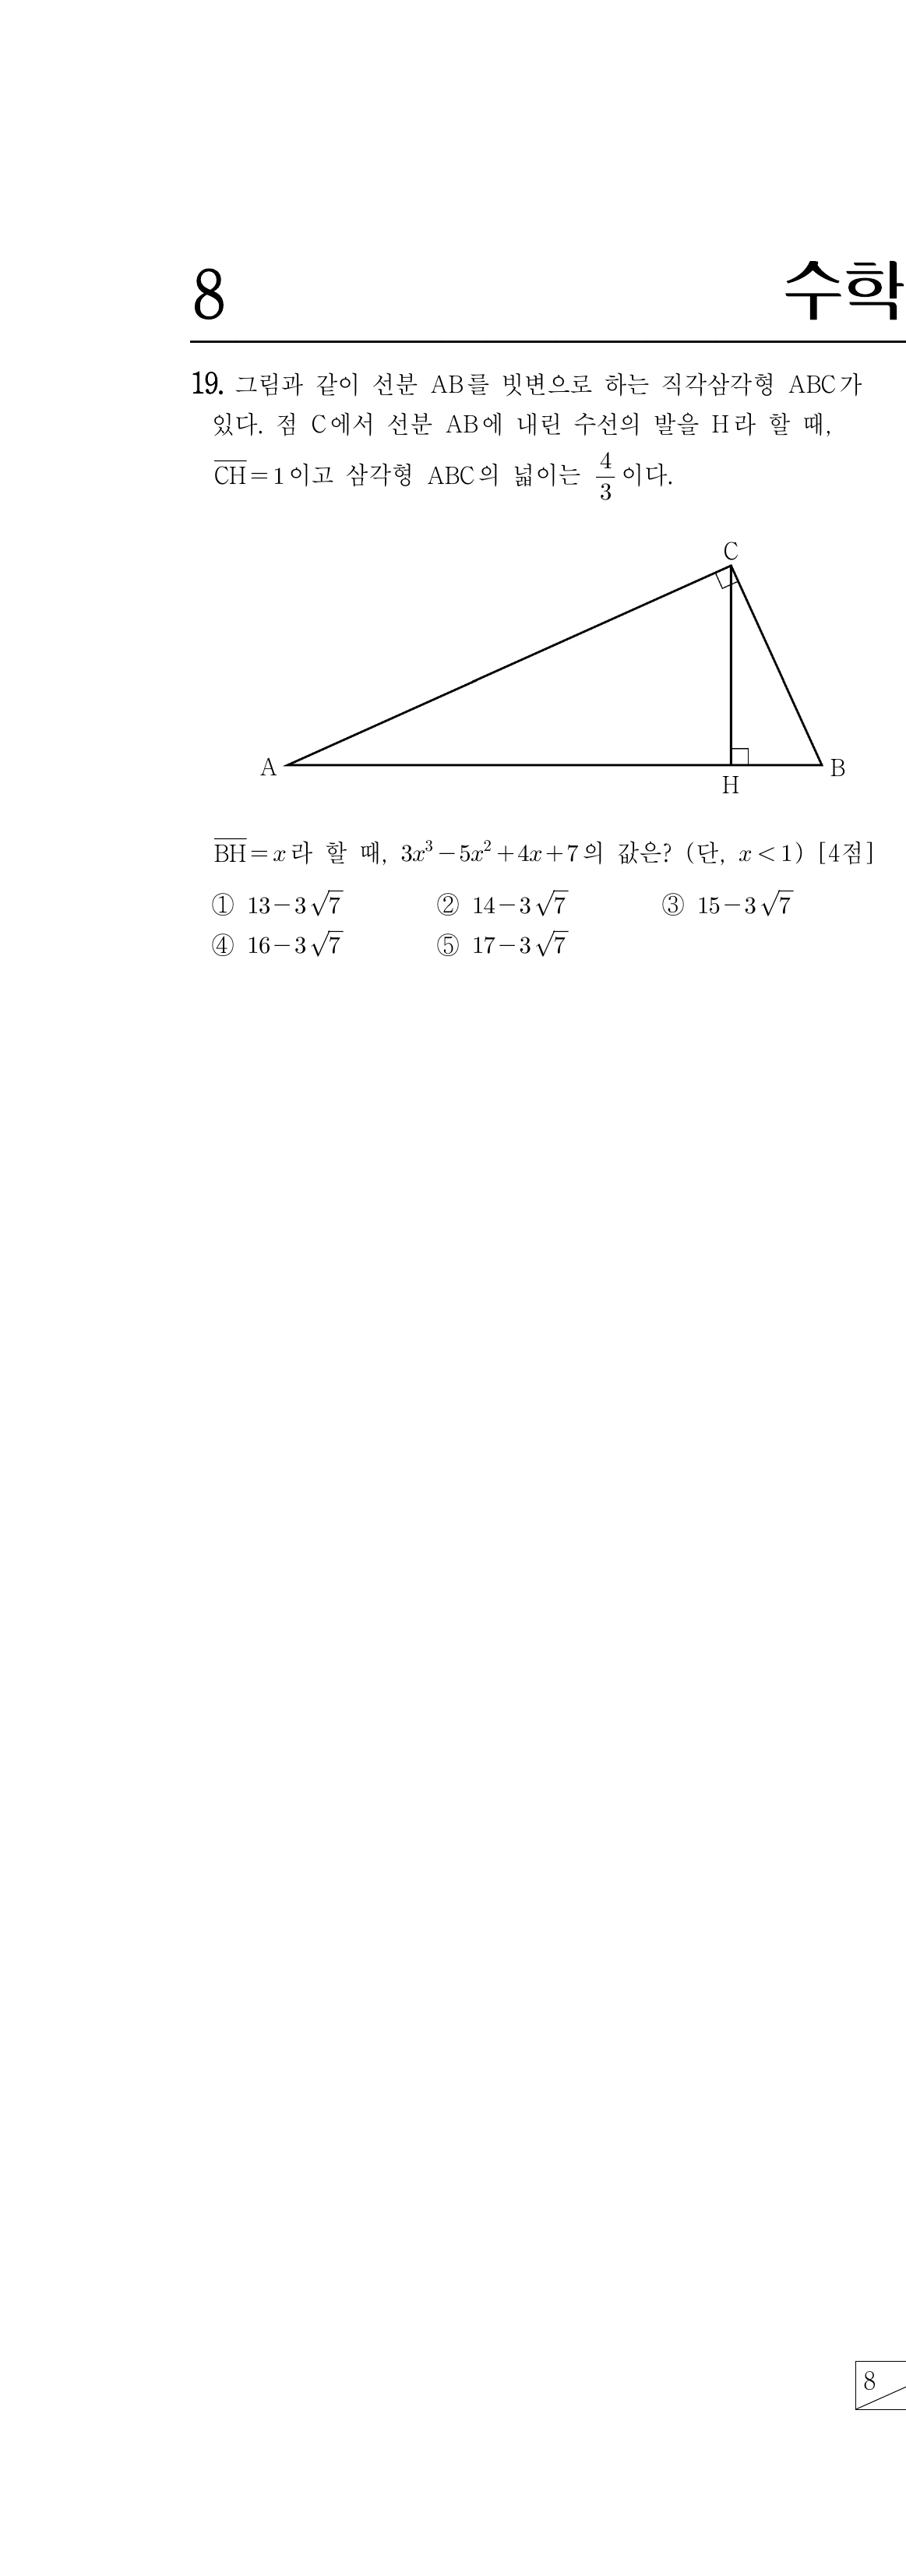 8
수학
19. 그림과 같이 선분 AB를 빗변으로 하는 직각삼각형 ABC가
있다. 점 C에서 선분 AB에 내린 수선의 발을 H라 할 때,
$\overline{CH}=1$이고 삼각형 ABC의 넓이는 $\frac{4}{3}$이다.
C
A
B
H
$\overline{BH}=x$라 할 때, $3x^3-5x^2+4x+7$의 값은? (단, $x<1$) [4점]
① $13-3\sqrt{7}$ ② $14-3\sqrt{7}$ ③ $15-3\sqrt{7}$
④ $16-3\sqrt{7}$ ⑤ $17-3\sqrt{7}$
8